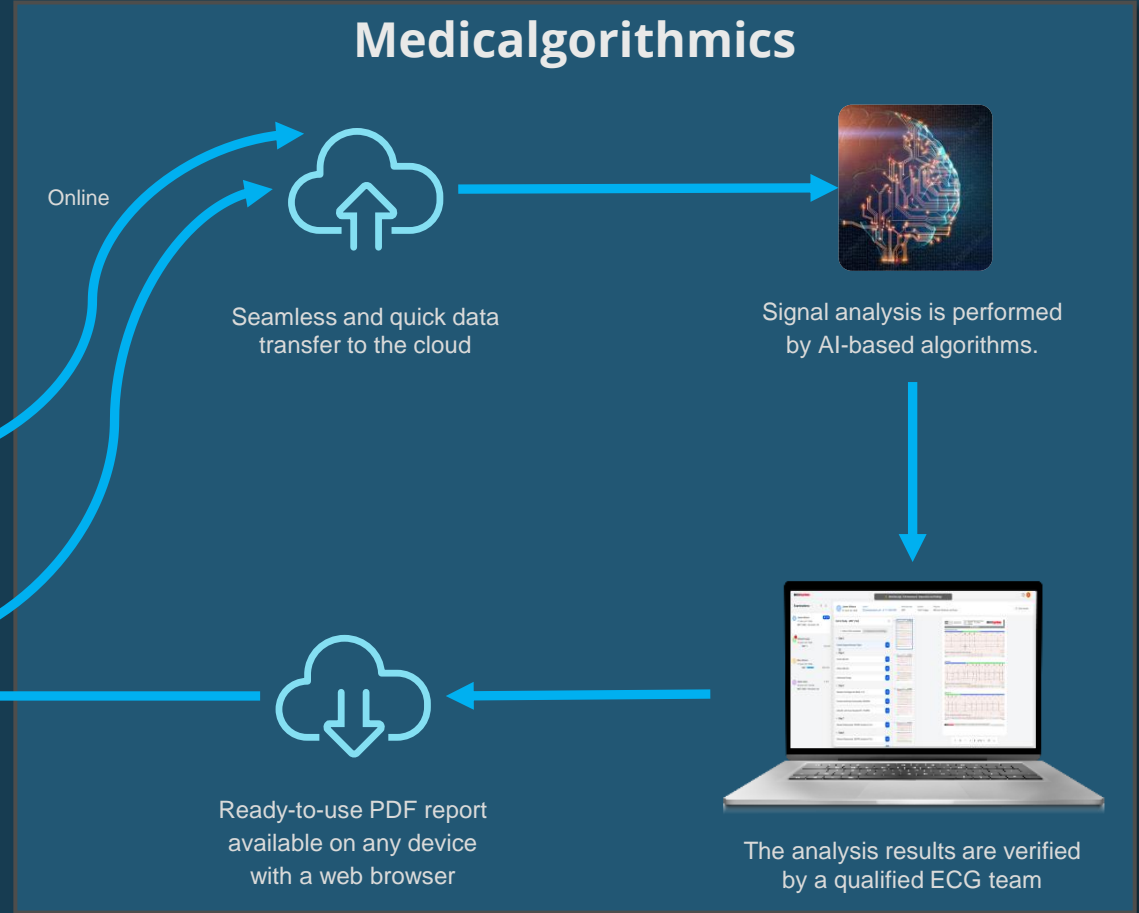 Medicalgorithmics
Online
Seamless and quick data
transfer to the cloud
Signal analysis is performed
by AI-based algorithms.
Ready-to-use PDF report
available on any device
with a web browser
The analysis results are verified
by a qualified ECG team